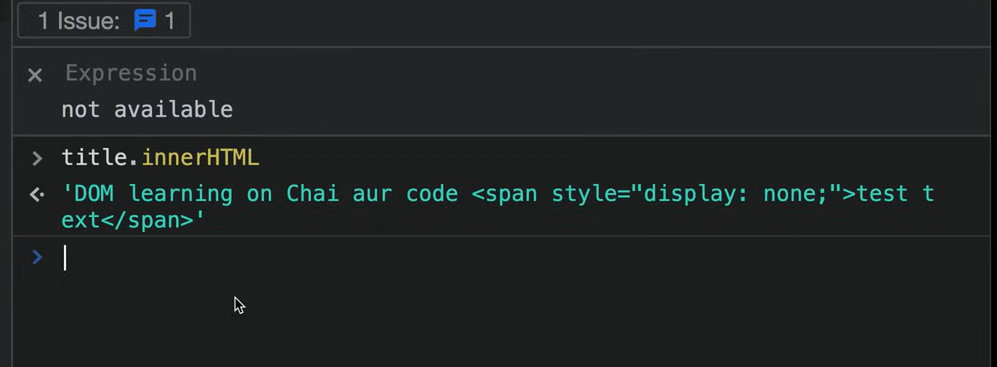 1 Issue: 1
Expression
not available
title.innerHTML
'DOM learning on Chai aur code <span style="display: none;">test t
ext</span>'